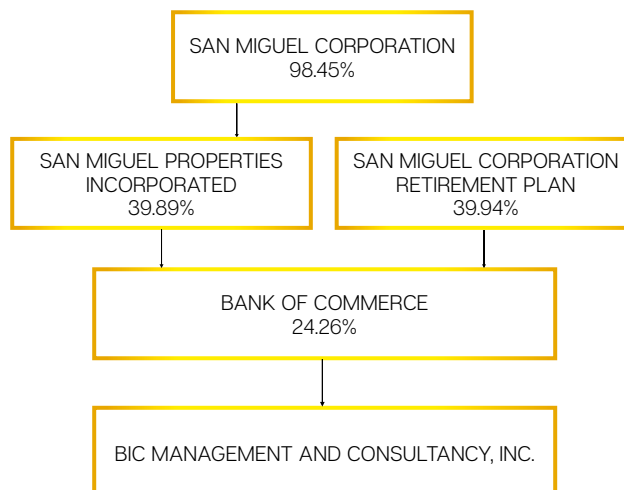 SAN MIGUEL CORPORATION
98.45%
SAN MIGUEL PROPERTIES
INCORPORATED
39.89%
SAN MIGUEL CORPORATION
RETIREMENT PLAN
39.94%
BANK OF COMMERCE
24.26%
BIC MANAGEMENT AND CONSULTANCY, INC.